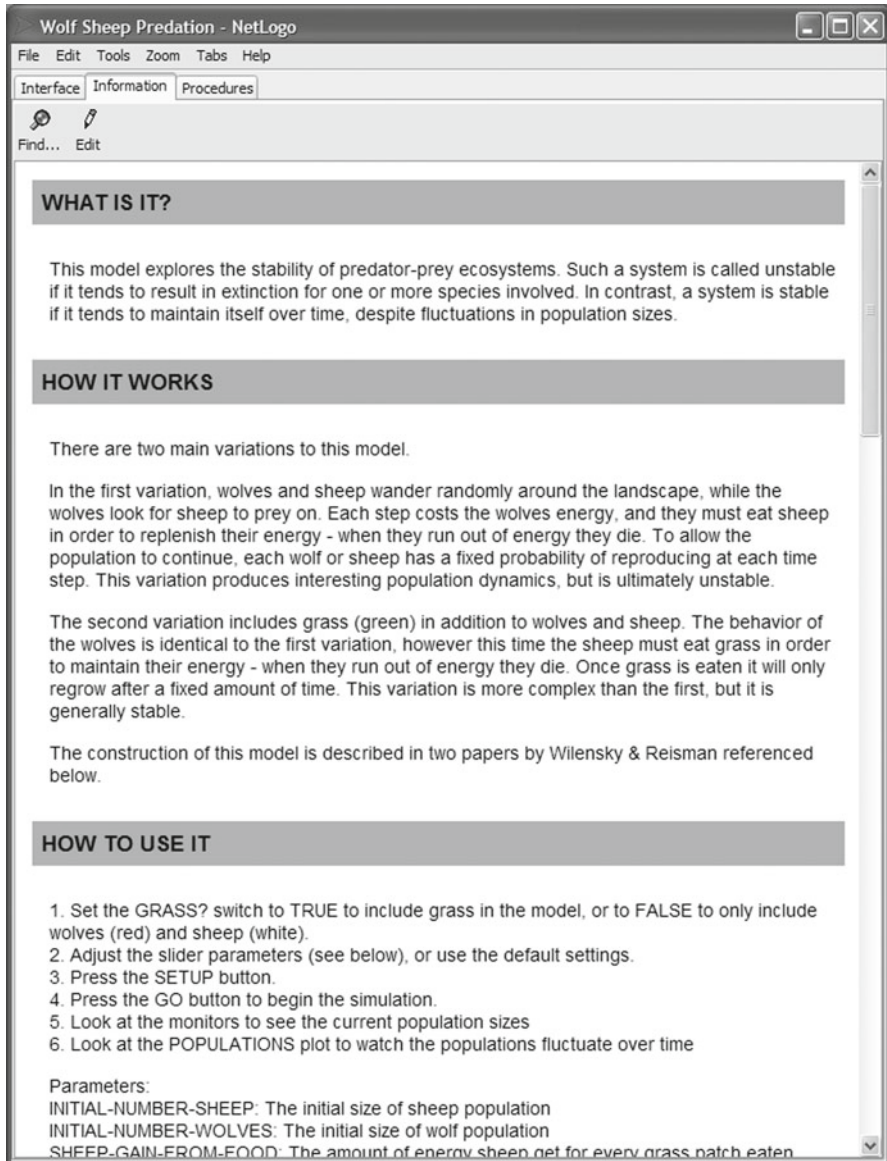 Wolf Sheep Predation - NetLogo
File Edit Tools Zoom Tabs Help
Interface Information Procedures
Find... Edit
WHAT IS IT?
This model explores the stability of predator-prey ecosystems. Such a system is called unstable
if it tends to result in extinction for one or more species involved. In contrast, a system is stable
if it tends to maintain itself over time, despite fluctuations in population sizes.
HOW IT WORKS
There are two main variations to this model.
In the first variation, wolves and sheep wander randomly around the landscape, while the
wolves look for sheep to prey on. Each step costs the wolves energy, and they must eat sheep
in order to replenish their energy - when they run out of energy they die. To allow the
population to continue, each wolf or sheep has a fixed probability of reproducing at each time
step. This variation produces interesting population dynamics, but is ultimately unstable.
The second variation includes grass (green) in addition to wolves and sheep. The behavior of
the wolves is identical to the first variation, however this time the sheep must eat grass in order
to maintain their energy - when they run out of energy they die. Once grass is eaten it will only
regrow after a fixed amount of time. This variation is more complex than the first, but it is
generally stable.
The construction of this model is described in two papers by Wilensky & Reisman referenced
below.
HOW TO USE IT
1. Set the GRASS? switch to TRUE to include grass in the model, or to FALSE to only include
wolves (red) and sheep (white).
2. Adjust the slider parameters (see below), or use the default settings.
3. Press the SETUP button.
4. Press the GO button to begin the simulation.
5. Look at the monitors to see the current population sizes
6. Look at the POPULATIONS plot to watch the populations fluctuate over time
Parameters:
INITIAL-NUMBER-SHEEP: The initial size of sheep population
INITIAL-NUMBER-WOLVES: The initial size of wolf population
SHEEP-GAIN-FROM-FOOD: The amount of energy sheep get for every grass patch eaten